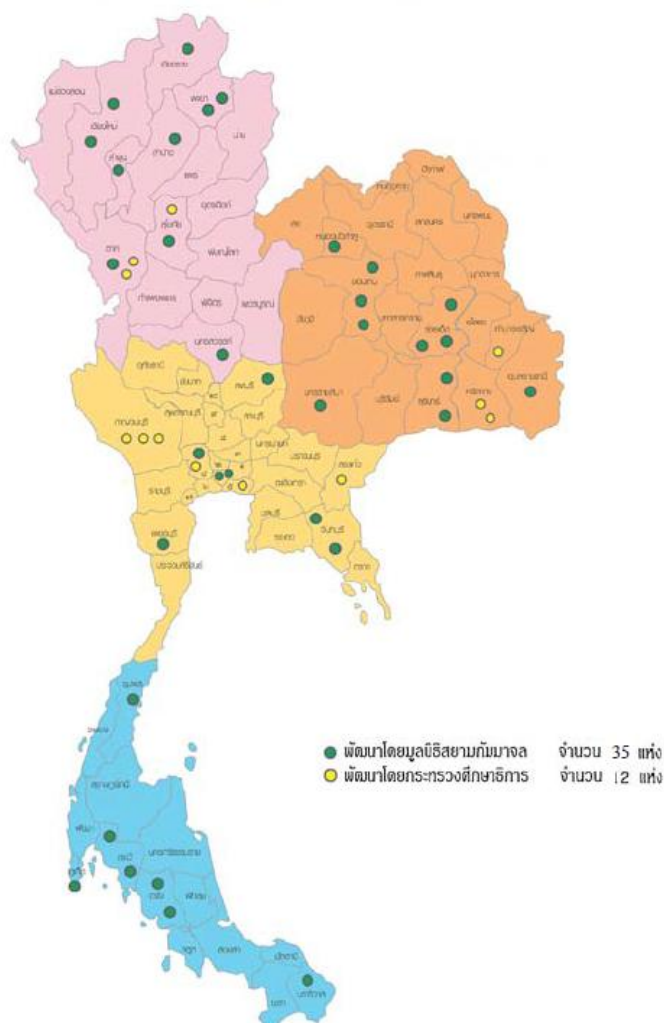 เชียงราย
แม่ฮ่องสอน
พะเยา
เชียงใหม่
น่าน
ลำปาง
ลำพูน
แพร่
อุตรดิตถ์
สุโขทัย
ตาก
พิษณุโลก
กำแพงเพชร
พิจิตร
เพชรบูรณ์
นครสวรรค์
บึงกาฬ
หนองคาย
เลย
อุดรธานี
นครพนม
สกลนคร
หนองบัวลำภู
ขอนแก่น
กาฬสินธุ์
มุกดาหาร
ชัยภูมิ
มหาสารคาม
ร้อยเอ็ด
ยโสธร
อำนาจเจริญ
อุบลราชธานี
นครราชสีมา
บุรีรัมย์
สุรินทร์
ศรีสะเกษ
อุทัยธานี
ชัยนาท
ลพบุรี
สุพรรณบุรี
สระบุรี
กาญจนบุรี
นครนายก
ปราจีนบุรี
สระแก้ว
ฉะเชิงเทรา
ราชบุรี
ชลบุรี
ระยอง
จันทบุรี
ตราด
เพชรบุรี
ประจวบคีรีขันธ์
ชุมพร
ระนอง
สุราษฎร์ธานี
พังงา
นครศรีธรรมราช
กระบี่
ภูเก็ต
ตรัง
พัทลุง
สตูล
สงขลา
ปัตตานี
ยะลา
นราธิวาส
พัฒนาโดยมูลนิธิสยามกัมมาจล จำนวน 35 แห่ง
พัฒนาโดยกระทรวงศึกษาธิการ จำนวน 12 แห่ง